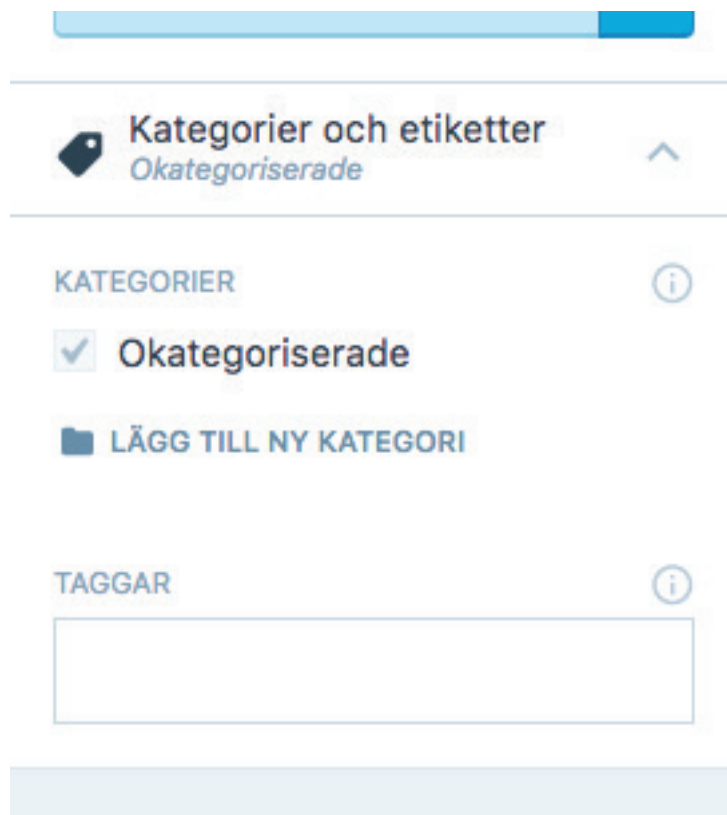 Kategorier och etiketter
Okategoriserade
KATEGORIER
Okategoriserade
LÄGG TILL NY KATEGORI
TAGGAR